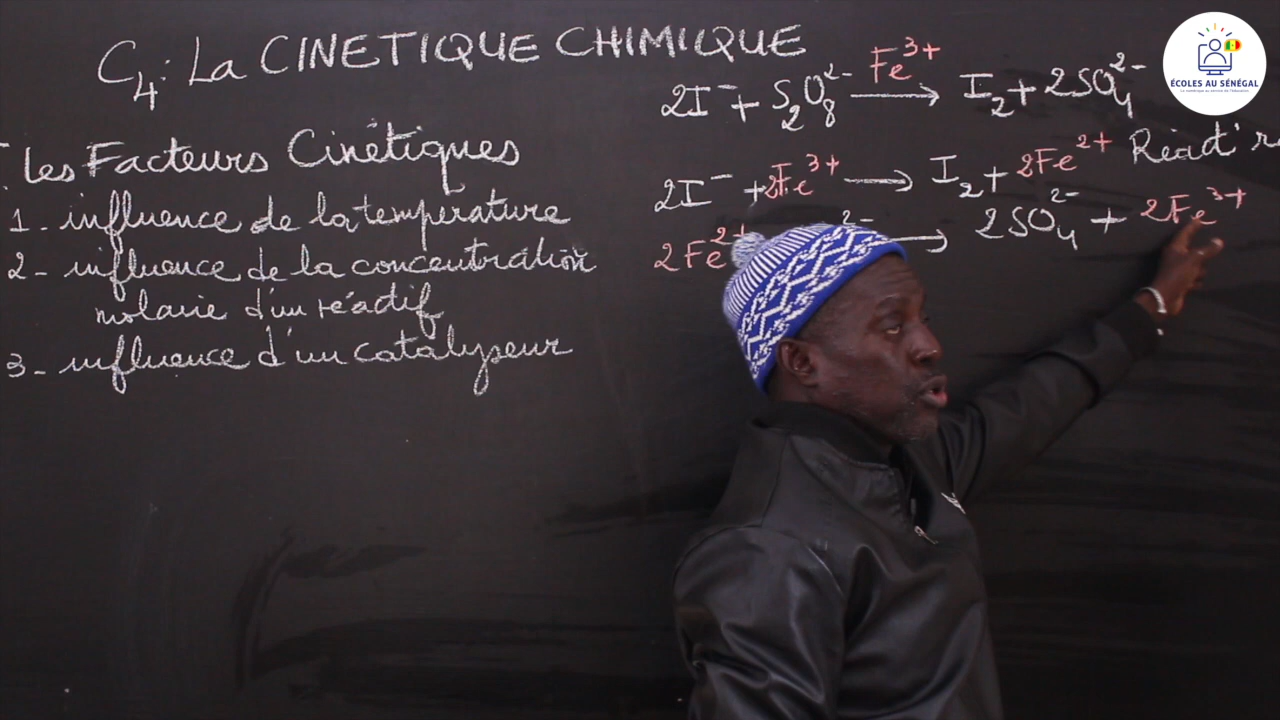 C₄: La CINETIQUE CHIMIQUE
les Facteurs Cinétiques
1- influence de la température
2- influence de la concentration
molaire d'un réactif
3- influence d'un catalyseur
2I⁻ + S₂O₈²⁻ Fe³⁺ → I₂ + 2SO₄²⁻
2I⁻ + 2Fe³⁺ → I₂ + 2Fe²⁺
2Fe²⁺ ²⁻ → 2SO₄²⁻ + 2Fe³⁺
ÉCOLES AU SÉNÉGAL